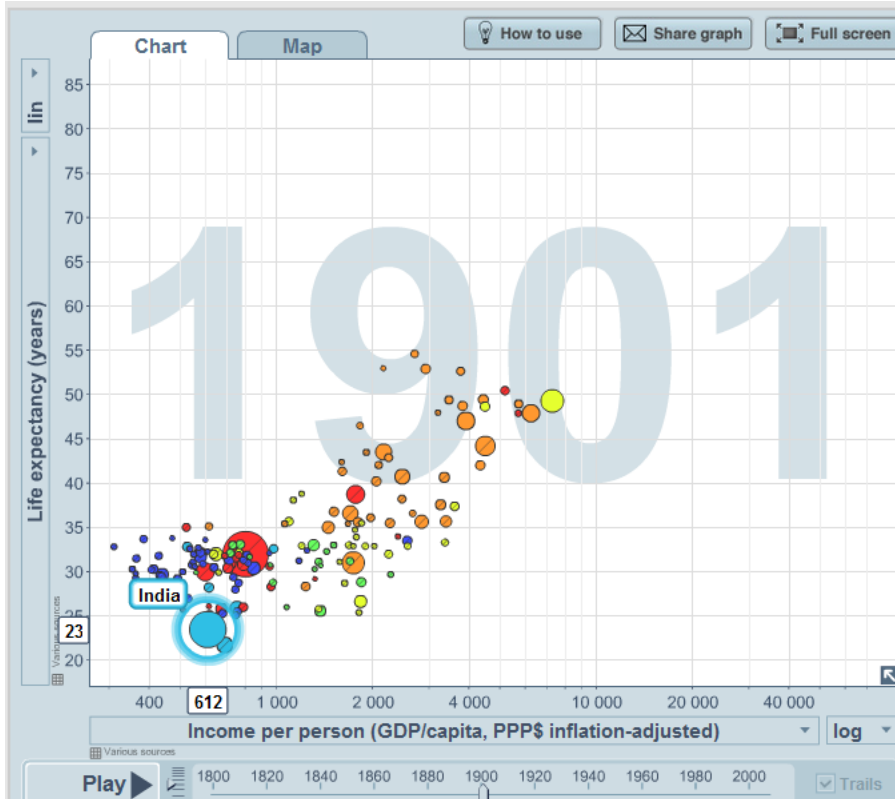 Chart
Map
How to use
Share graph
Full screen
1901
lin
Life expectancy (years)
85
80
75
70
65
60
55
50
45
40
35
30
25
20
India
23
Various sources
400
612
1 000
2 000
4 000
10 000
20 000
40 000
Income per person (GDP/capita, PPP$ inflation-adjusted)
log
Various sources
Play
1800 1820 1840 1860 1880 1900 1920 1940 1960 1980 2000
Trails